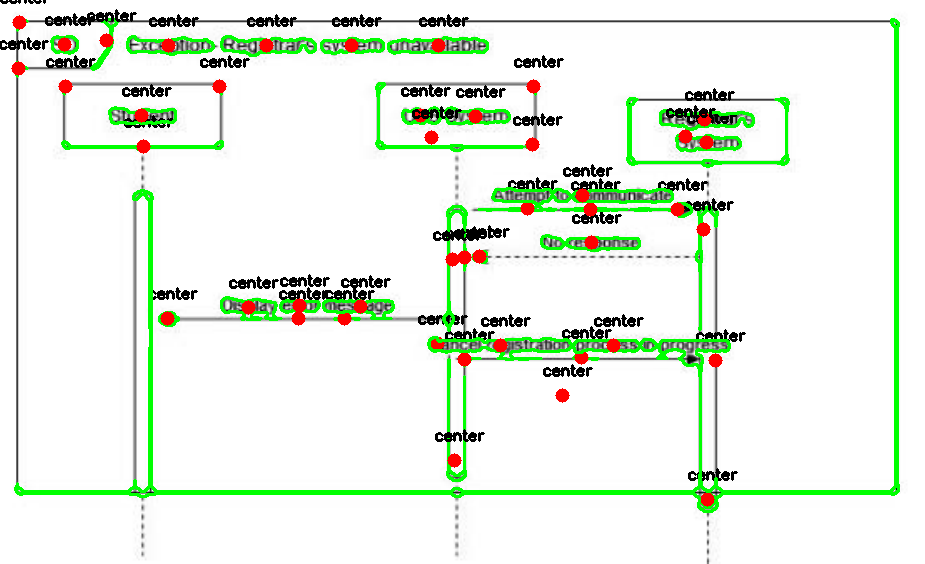 center
center center center center center
center Exception- Registrar's system unavailable
center center center
center center center center
Student System center Registrar's
center center center
System
center
center center center
Attempt to communicate
center
center
center center
No response
center center
center center center center
Display error message
center center
center center center
center center center
Cancel registration process in progress
center
center
center